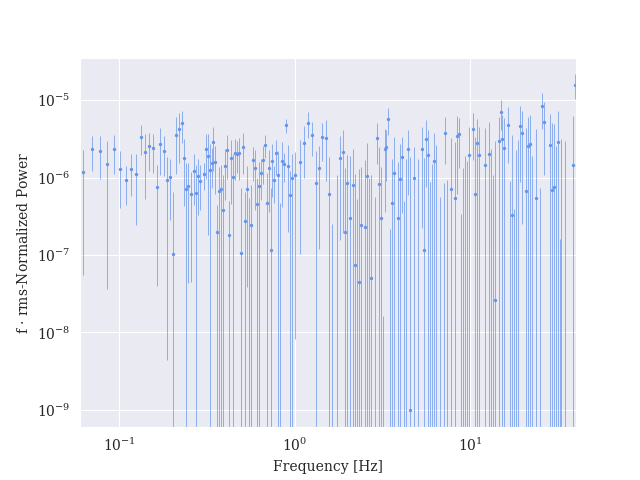 f · rms-Normalized Power
10⁻⁵
10⁻⁶
10⁻⁷
10⁻⁸
10⁻⁹
10⁻¹ 10⁰ 10¹
Frequency [Hz]